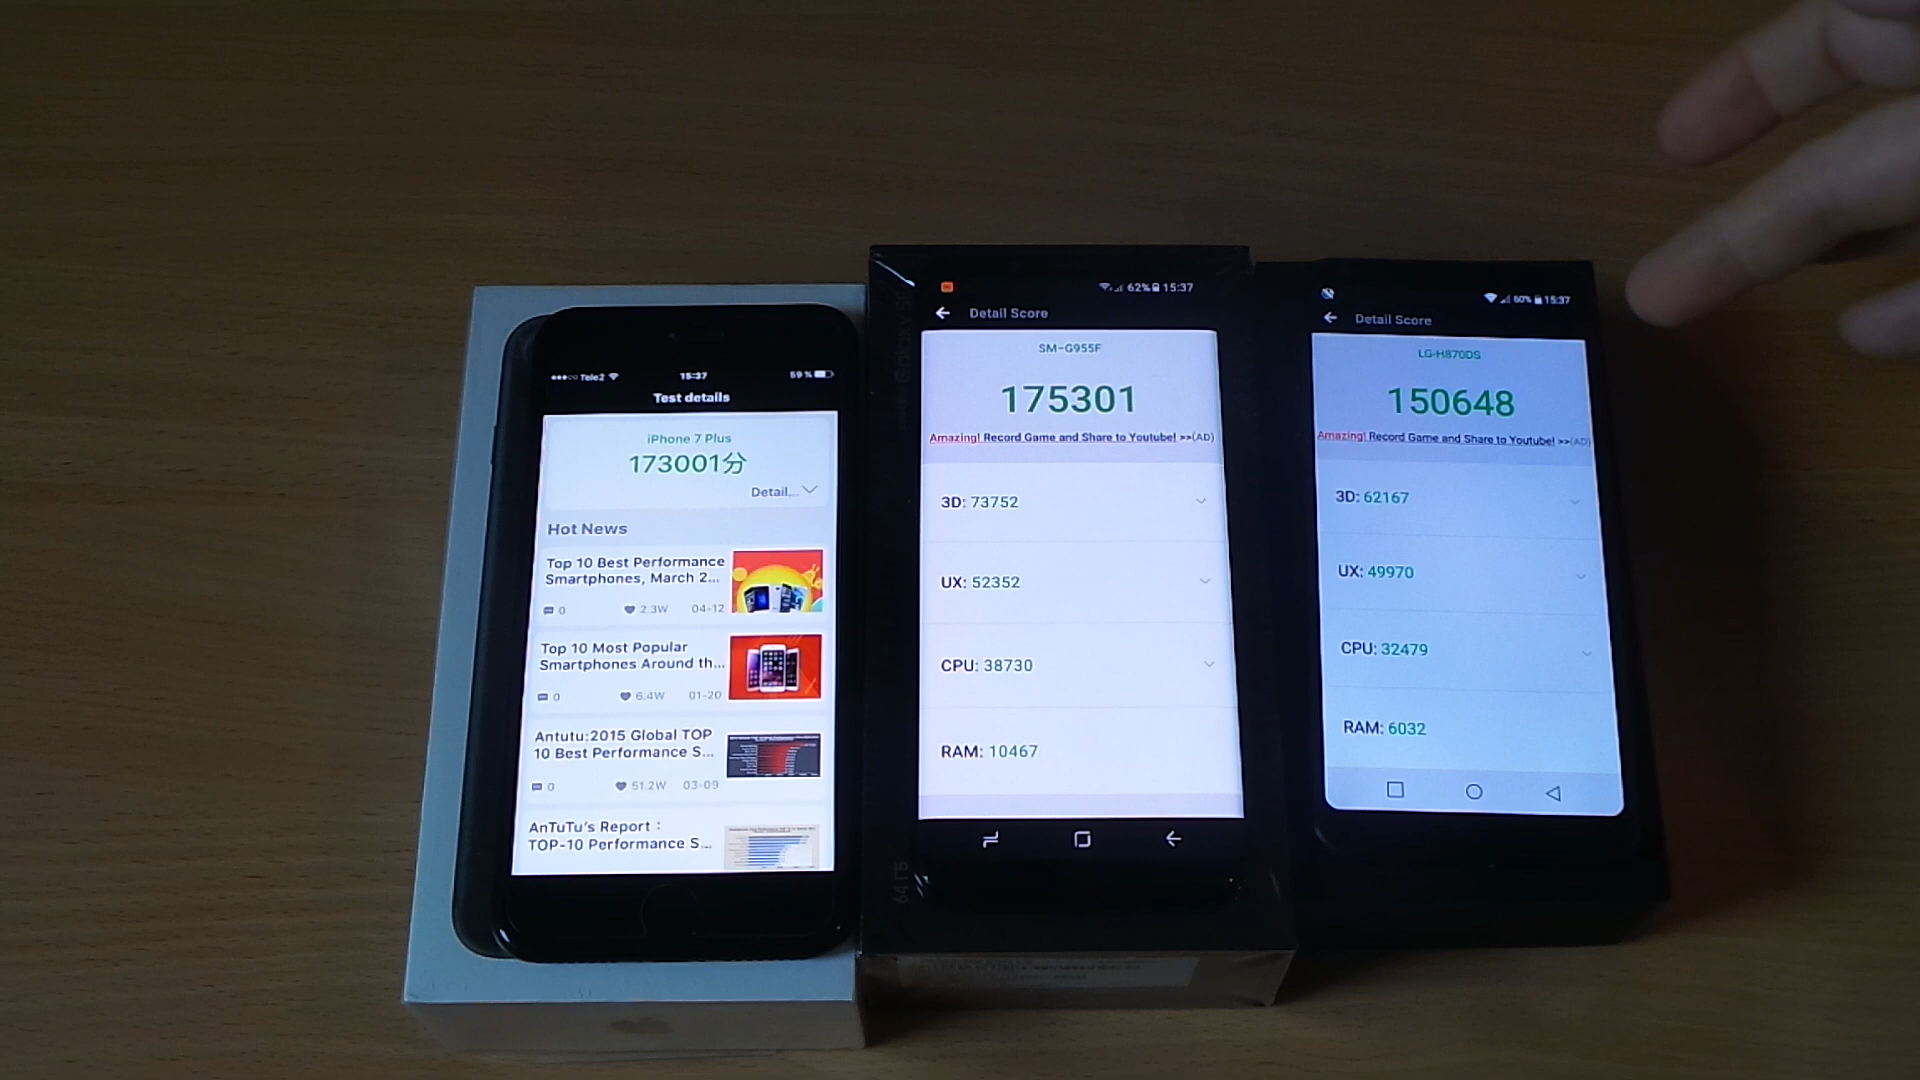 ●●●○○ Tele2 15:37 59 %
Test details
iPhone 7 Plus
173001分
Detail...
Hot News
Top 10 Best Performance
Smartphones, March 2...
0 2.3W 04-12
Top 10 Most Popular
Smartphones Around th...
0 6.4W 01-20
Antutu:2015 Global TOP
10 Best Performance S...
0 51.2W 03-09
AnTuTu's Report：
TOP-10 Performance S...
62% 15:37
Detail Score
SM-G955F
175301
Amazing! Record Game and Share to Youtube! >>(AD)
3D: 73752
UX: 52352
CPU: 38730
RAM: 10467
64 ГБ
60% 15:37
Detail Score
LG-H870DS
150648
Amazing! Record Game and Share to Youtube! >>(AD)
3D: 62167
UX: 49970
CPU: 32479
RAM: 6032